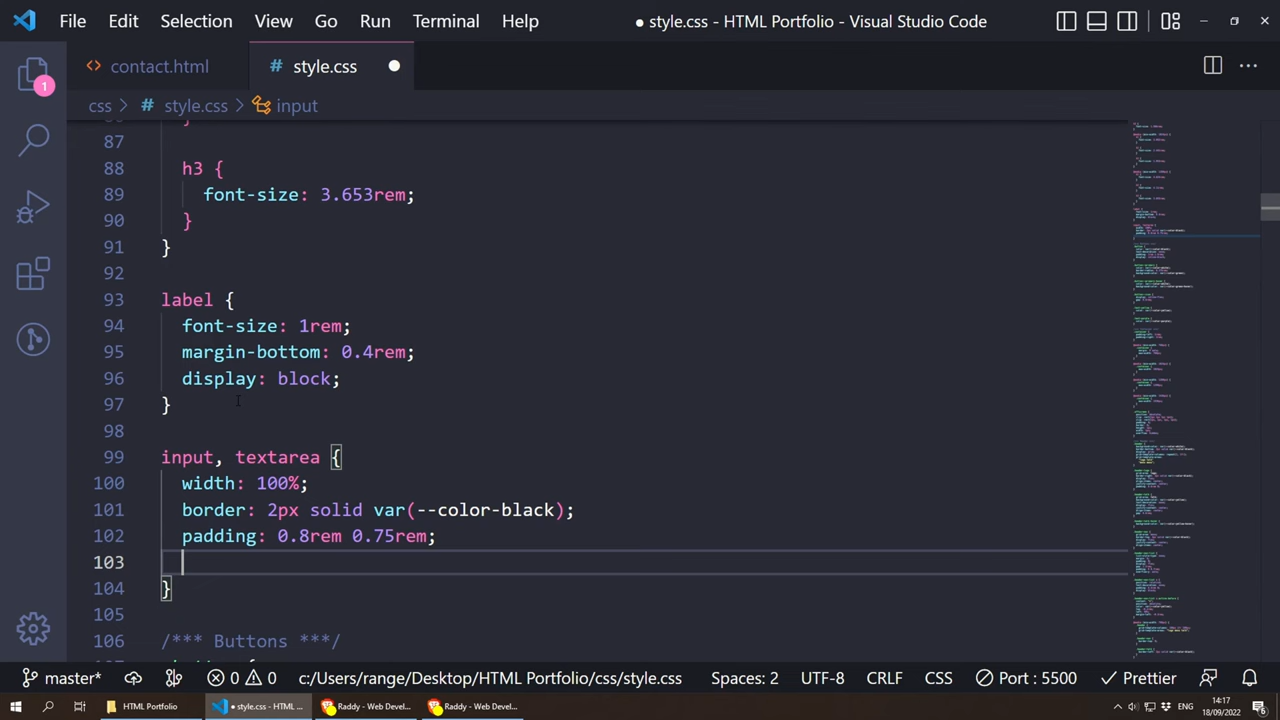 File Edit Selection View Go Run Terminal Help ● style.css - HTML Portfolio - Visual Studio Code
<> contact.html # style.css
1
css > # style.css > input
87
88 h3 {
89 font-size: 3.653rem;
90 }
91 }
92
93 label {
94 font-size: 1rem;
95 margin-bottom: 0.4rem;
96 display: block;
97 }
98
99 input, textarea {
100 width: 100%;
101 border: 2px solid var(--color-black);
102 padding: 0.8rem 0.75rem;
103
104 }
105
106 /*** Buttons ***/
master* 0 0 c:/Users/range/Desktop/HTML Portfolio/css/style.css Spaces: 2 UTF-8 CRLF CSS Port : 5500 Prettier
HTML Portfolio ● style.css - HTML ... Raddy - Web Devel... Raddy - Web Devel... ENG 14:17
18/09/2022